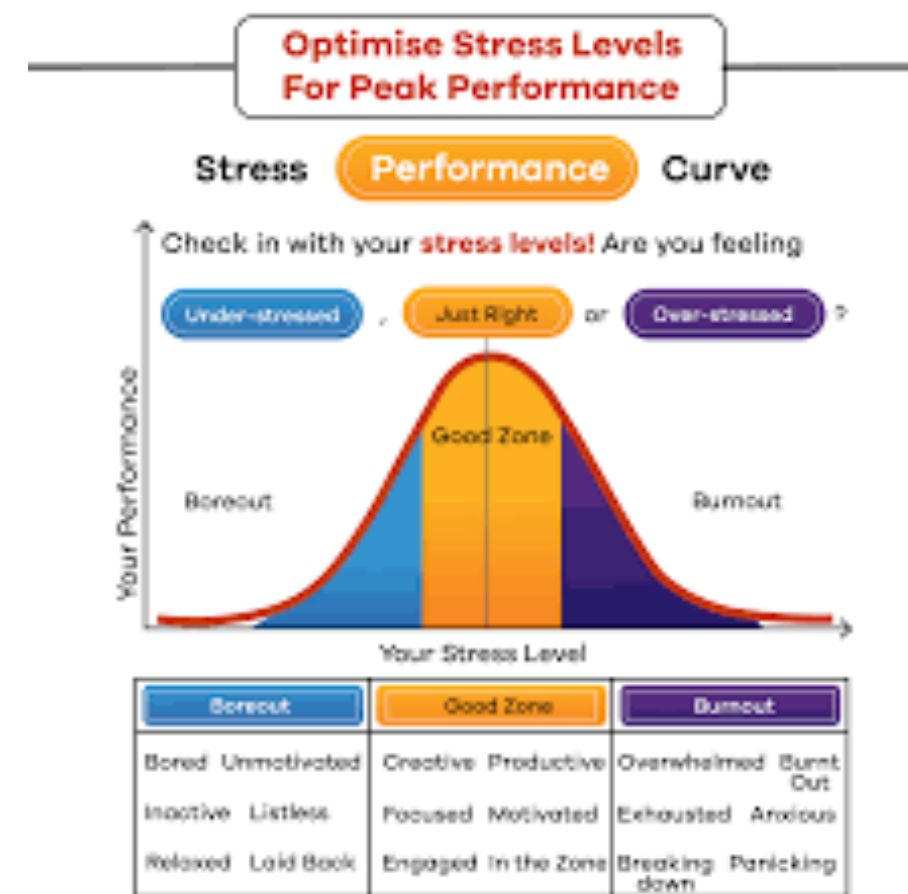 Optimise Stress Levels
For Peak Performance
Stress Performance Curve
Check in with your stress levels! Are you feeling
Under-stressed , Just Right or Over-stressed ?
Good Zone
Boreout
Burnout
Your Performance
Your Stress Level
Boreout Good Zone Burnout
Bored Unmotivated Creative Productive Overwhelmed Burnt
Out
Inactive Listless Focused Motivated Exhausted Anxious
Relaxed Laid Back Engaged In the Zone Breaking Panicking
down